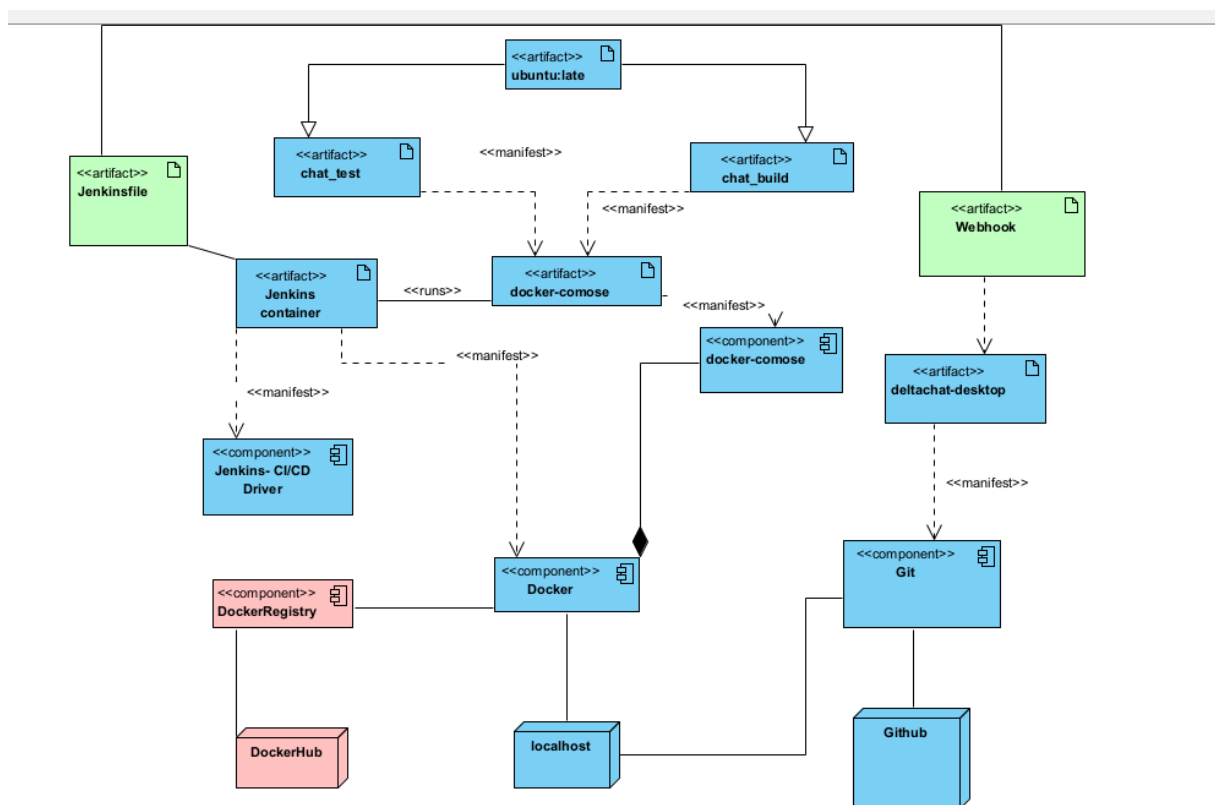 <<artifact>>
ubuntu:late
<<artifact>>
chat_test
<<manifest>>
<<artifact>>
chat_build
<<artifact>>
Jenkinsfile
<<artifact>>
Webhook
<<manifest>>
<<artifact>>
Jenkins
container
<<runs>>
<<artifact>>
docker-comose
<<manifest>>
<<component>>
docker-comose
<<manifest>>
<<artifact>>
deltachat-desktop
<<manifest>>
<<component>>
Jenkins- CI/CD
Driver
<<manifest>>
<<component>>
Docker
<<component>>
Git
<<component>>
DockerRegistry
DockerHub
localhost
Github